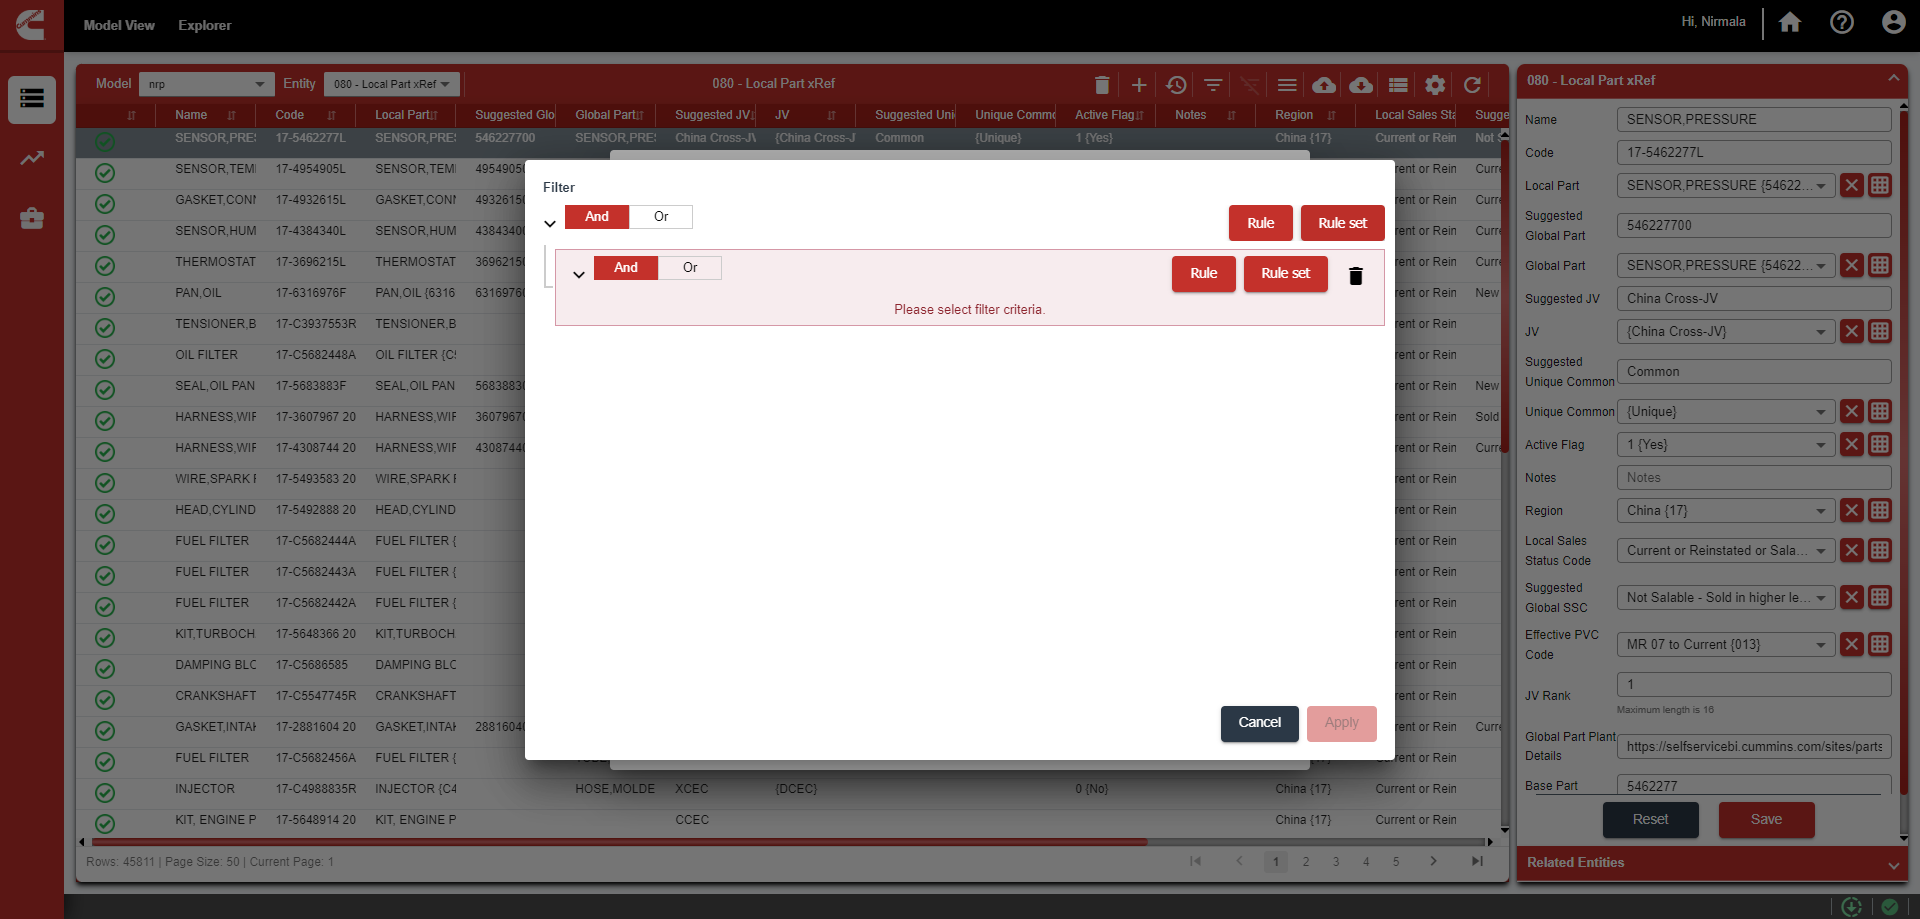 Model View
Explorer
Hi, Nirmala
Model
nrp
Entity
080 - Local Part xRef
080 - Local Part xRef
Name
Code
Local Part
Suggested Glo
Global Part
Suggested JV
JV
Suggested Uni
Unique Commo
Active Flag
Notes
Region
Local Sales Sta
Sugge
SENSOR,PRES 17-5462277L SENSOR,PRES 546227700 SENSOR,PRES China Cross-JV {China Cross-J Common {Unique} 1 {Yes} China {17} Current or Rein Not
SENSOR,TEM 17-4954905L SENSOR,TEM 4954905 rent or Rein Curre
GASKET,CONN 17-4932615L GASKET,CONN 4932615 rent or Rein Curre
SENSOR,HUM 17-4384340L SENSOR,HUM 4384340 rent or Rein Curre
THERMOSTAT 17-3696215L THERMOSTAT 3696215 rent or Rein Curre
PAN,OIL 17-6316976F PAN,OIL {6316 6316976 rent or Rein New
TENSIONER,B 17-C3937553R TENSIONER,B rent or Rein
OIL FILTER 17-C5682448A OIL FILTER {C5 rent or Rein
SEAL,OIL PAN 17-5683883F SEAL,OIL PAN 5683883 rent or Rein New
HARNESS,WIF 17-3607967 20 HARNESS,WIF 3607967 rent or Rein Sold
HARNESS,WIF 17-4308744 20 HARNESS,WIF 4308744 rent or Rein Curre
WIRE,SPARK F 17-5493583 20 WIRE,SPARK F rent or Rein
HEAD,CYLIND 17-5492888 20 HEAD,CYLIND rent or Rein
FUEL FILTER 17-C5682444A FUEL FILTER { rent or Rein
FUEL FILTER 17-C5682443A FUEL FILTER { rent or Rein
FUEL FILTER 17-C5682442A FUEL FILTER { rent or Rein
KIT,TURBOCH 17-5648366 20 KIT,TURBOCH rent or Rein
DAMPING BLO 17-C5686585 DAMPING BLO rent or Rein
CRANKSHAFT 17-C5547745R CRANKSHAFT rent or Rein
GASKET,INTAK 17-2881604 20 GASKET,INTAK 2881604 rent or Rein Curre
FUEL FILTER 17-C5682456A FUEL FILTER { rent or Rein
INJECTOR 17-C4988835R INJECTOR {C4 HOSE,MOLDE XCEC {DCEC} 0 {No} China {17} Current or Rein
KIT, ENGINE P 17-5648914 20 KIT, ENGINE P CCEC China {17} Current or Rein
Rows: 45811 | Page Size: 50 | Current Page: 1
1 2 3 4 5
Filter
And Or
Rule
Rule set
And Or
Rule
Rule set
Please select filter criteria.
Cancel
Apply
080 - Local Part xRef
Name
SENSOR,PRESSURE
Code
17-5462277L
Local Part
SENSOR,PRESSURE {54622...
Suggested
Global Part
546227700
Global Part
SENSOR,PRESSURE {54622...
Suggested JV
China Cross-JV
JV
{China Cross-JV}
Suggested
Unique Common
Common
Unique Common
{Unique}
Active Flag
1 {Yes}
Notes
Notes
Region
China {17}
Local Sales
Status Code
Current or Reinstated or Sala...
Suggested
Global SSC
Not Salable - Sold in higher le...
Effective PVC
Code
MR 07 to Current {013}
JV Rank
1
Maximum length is 16
Global Part Plant
Details
https://selfservicebi.cummins.com/sites/parts
Base Part
5462277
Reset
Save
Related Entities